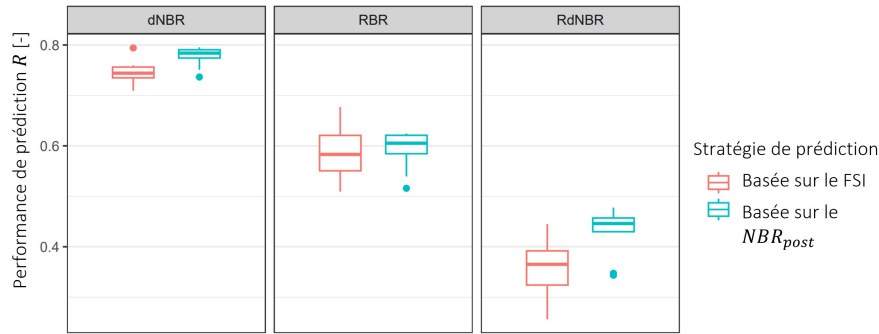 dNBR
RBR
RdNBR
Performance de prédiction R [-]
0.8
0.6
0.4
Stratégie de prédiction
Basée sur le FSI
Basée sur le
NBRpost